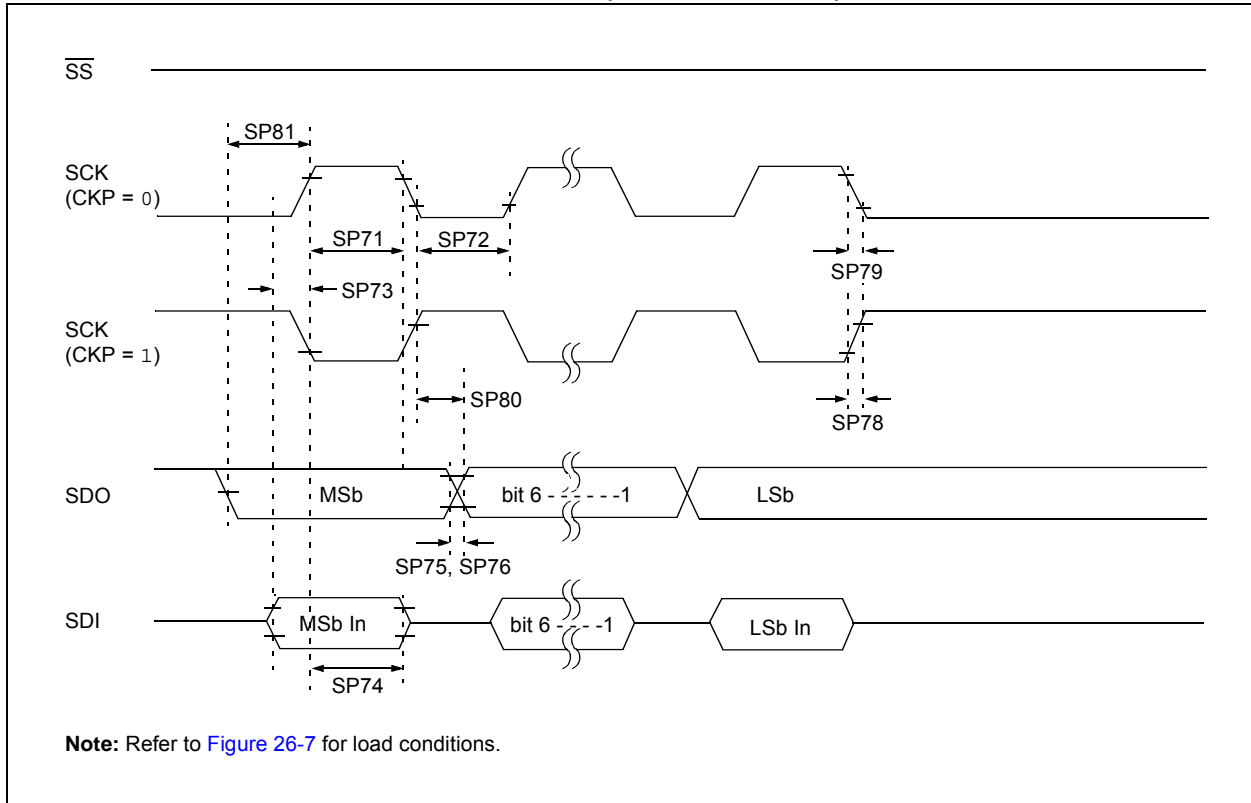 SS
SP81
SCK
(CKP = 0)
SP71
SP72
SP79
SP73
SCK
(CKP = 1)
SP80
SP78
SDO
MSb
bit 6 - - - - - -1
LSb
SP75, SP76
SDI
MSb In
bit 6 - - - -1
LSb In
SP74
Note: Refer to Figure 26-7 for load conditions.